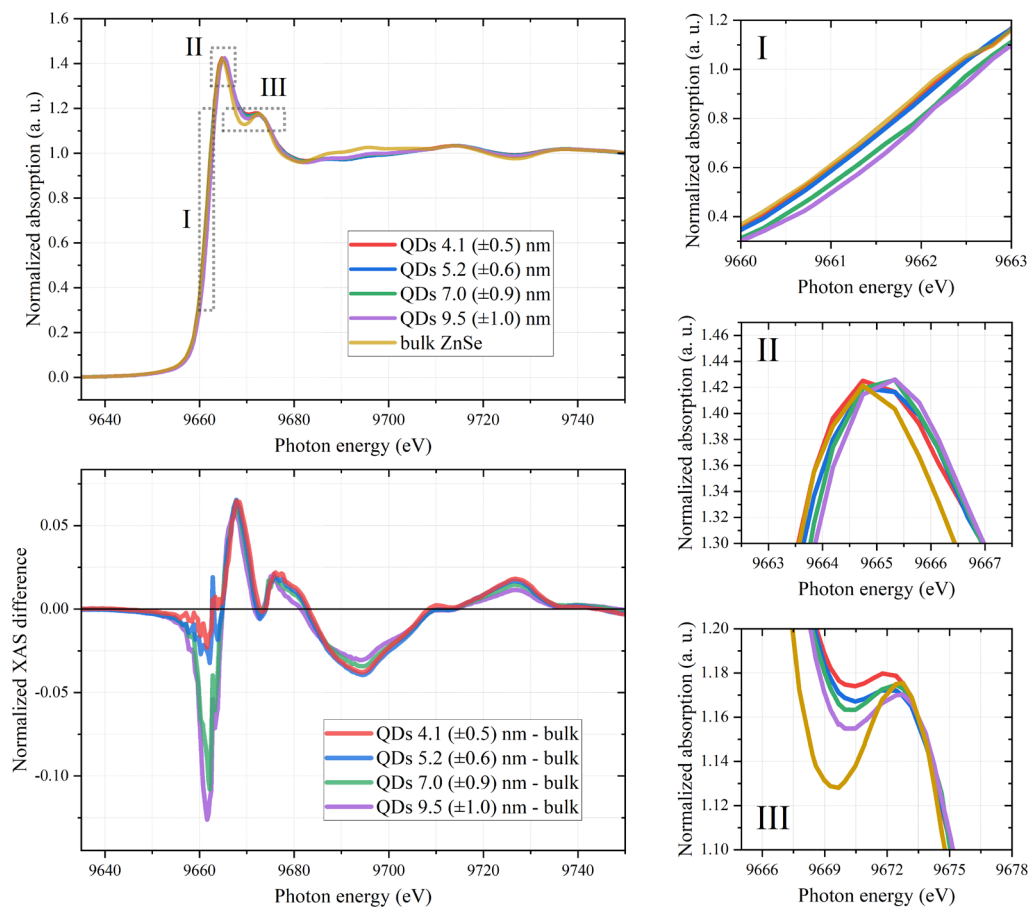 1.6
1.4
1.2
1.0
0.8
0.6
0.4
0.2
0.0
Normalized absorption (a. u.)
II
III
I
QDs 4.1 (±0.5) nm
QDs 5.2 (±0.6) nm
QDs 7.0 (±0.9) nm
QDs 9.5 (±1.0) nm
bulk ZnSe
9640 9660 9680 9700 9720 9740
Photon energy (eV)
I
1.2
1.0
0.8
0.6
0.4
Normalized absorption (a. u.)
9660 9661 9662 9663
Photon energy (eV)
II
1.46
1.44
1.42
1.40
1.38
1.36
1.34
1.32
1.30
Normalized absorption (a. u.)
9663 9664 9665 9666 9667
Photon energy (eV)
0.05
0.00
-0.05
-0.10
Normalized XAS difference
QDs 4.1 (±0.5) nm - bulk
QDs 5.2 (±0.6) nm - bulk
QDs 7.0 (±0.9) nm - bulk
QDs 9.5 (±1.0) nm - bulk
9640 9660 9680 9700 9720 9740
Photon energy (eV)
1.20
1.18
1.16
1.14
1.12
1.10
Normalized absorption (a. u.)
III
9666 9669 9672 9675 9678
Photon energy (eV)